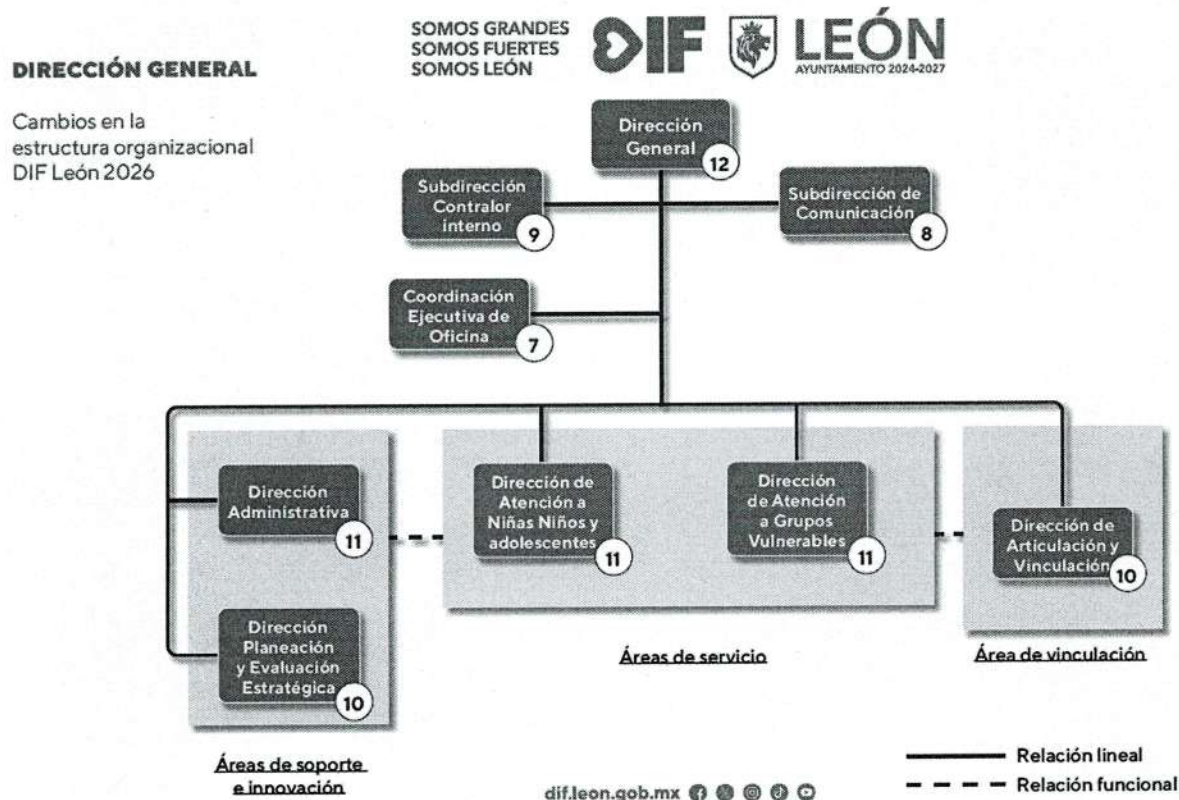 DIRECCIÓN GENERAL
Cambios en la
estructura organizacional
DIF León 2026
SOMOS GRANDES
SOMOS FUERTES
SOMOS LEÓN
DIF
LEÓN
AYUNTAMIENTO 2024-2027
Dirección
General
12
Subdirección
Contralor
interno
9
Subdirección de
Comunicación
8
Coordinación
Ejecutiva de
Oficina
7
Dirección
Administrativa
11
Dirección
Planeación
y Evaluación
Estratégica
10
Áreas de soporte
e innovación
Dirección de
Atención a
Niñas Niños y
adolescentes
11
Dirección
de Atención
a Grupos
Vulnerables
11
Áreas de servicio
Dirección de
Articulación y
Vinculación
10
Área de vinculación
Relación lineal
Relación funcional
dif.leon.gob.mx